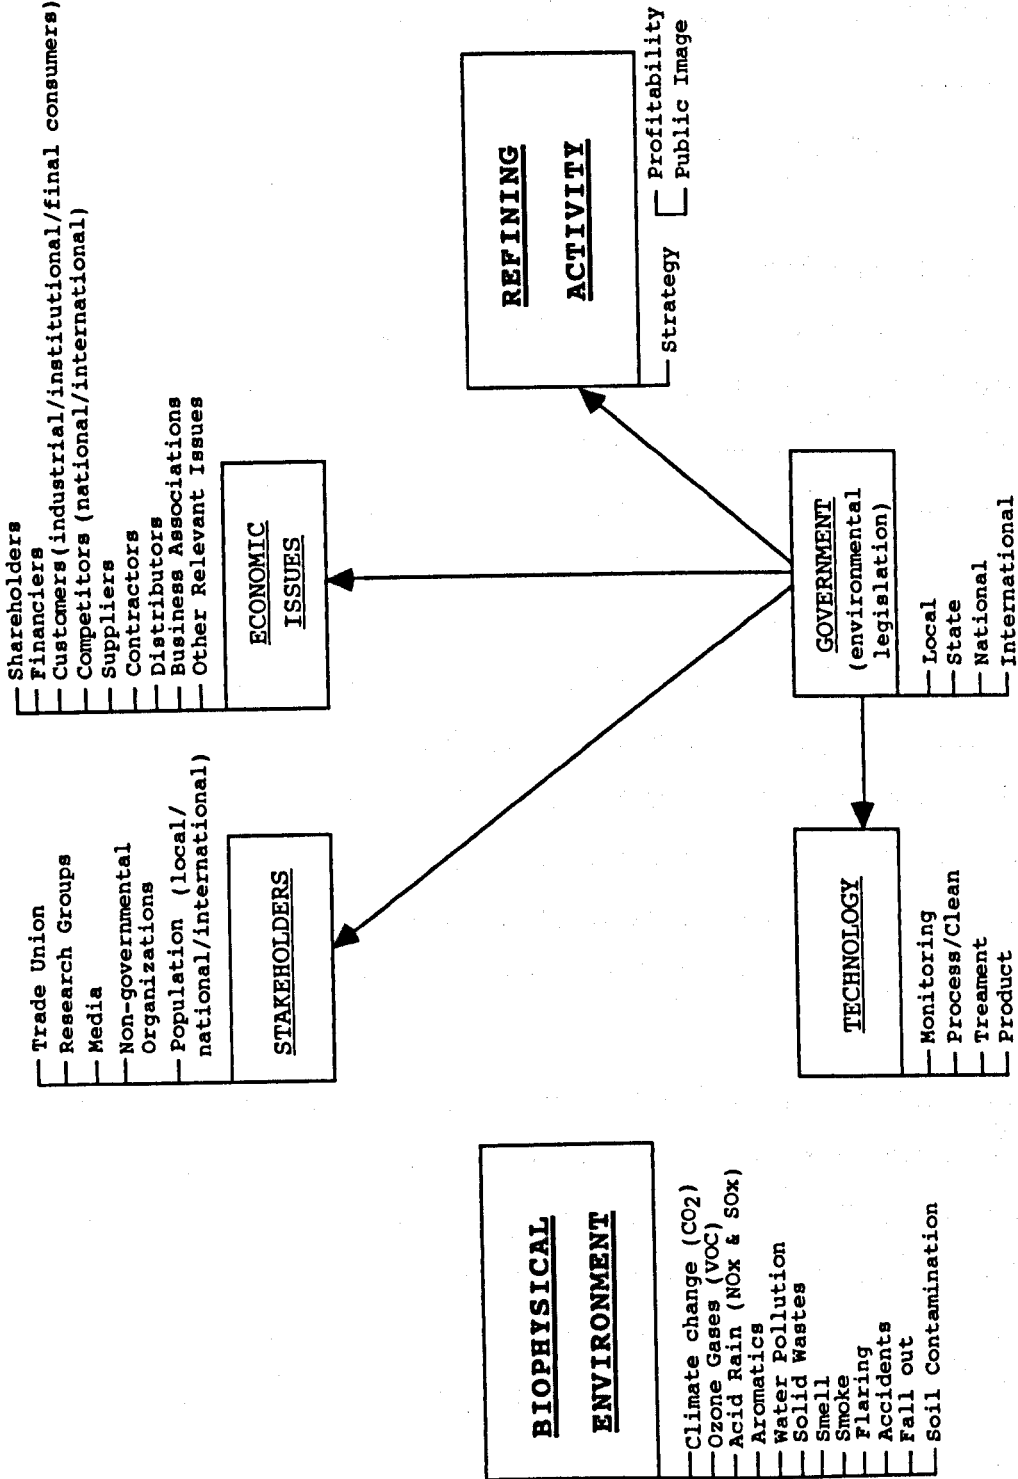 Trade Union
Research Groups
Media
Non-governmental
Organizations
Population (local/
national/international)
STAKEHOLDERS
Shareholders
Financiers
Customers(industrial/institutional/final consumers)
Competitors (national/international)
Suppliers
Contractors
Distributors
Business Associations
Other Relevant Issues
ECONOMIC
ISSUES
BIOPHYSICAL
ENVIRONMENT
Climate change (CO2)
Ozone Gases (VOC)
Acid Rain (NOx & SOx)
Aromatics
Water Pollution
Solid Wastes
Smell
Smoke
Flaring
Accidents
Fall out
Soil Contamination
REFINING
ACTIVITY
Strategy
Profitability
Public Image
TECHNOLOGY
Monitoring
Process/Clean
Treament
Product
GOVERNMENT
(environmental
legislation)
Local
State
National
International